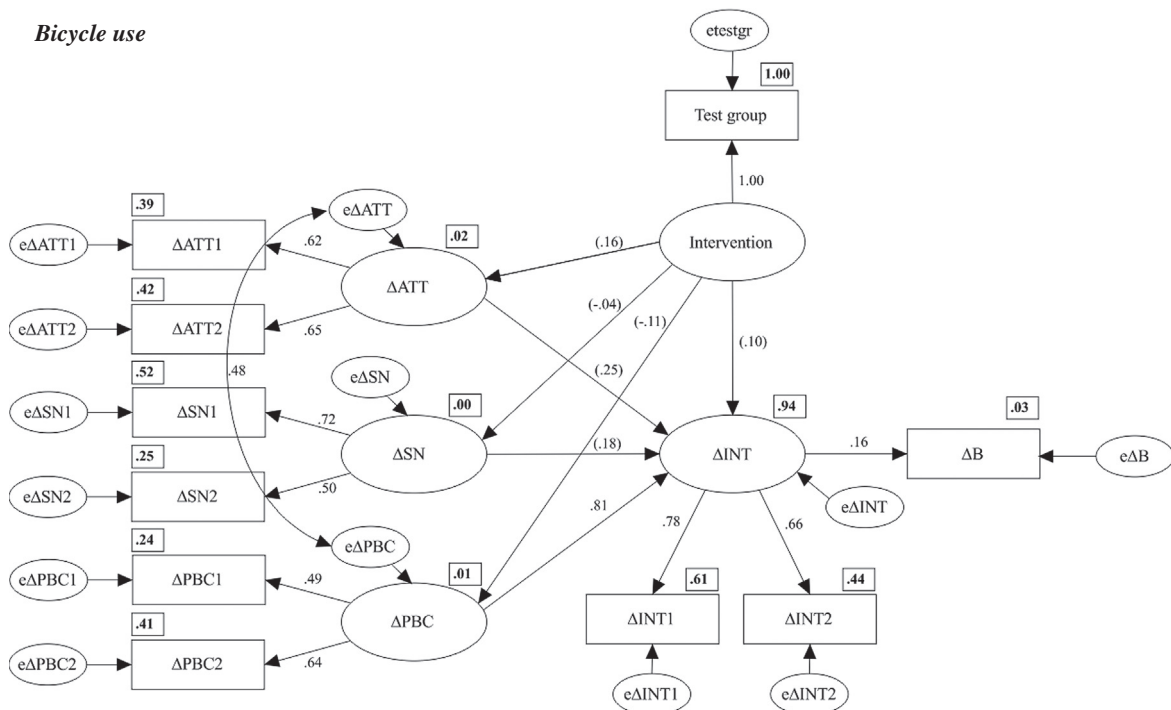 Bicycle use
etestgr
1.00
Test group
1.00
.39
eΔATT
eΔATT1
ΔATT1
.62
.02
(.16)
Intervention
ΔATT
.42
eΔATT2
ΔATT2
.65
(-.04)
(-.11)
(.10)
.48
.52
eΔSN
(.25)
eΔSN1
ΔSN1
.72
.00
.94
.03
ΔSN
(.18)
ΔINT
.16
ΔB
eΔB
.25
eΔSN2
ΔSN2
.50
.81
eΔINT
.78
.66
.24
eΔPBC
eΔPBC1
ΔPBC1
.49
.01
.61
.44
ΔPBC
ΔINT1
ΔINT2
.41
eΔPBC2
ΔPBC2
.64
eΔINT1
eΔINT2